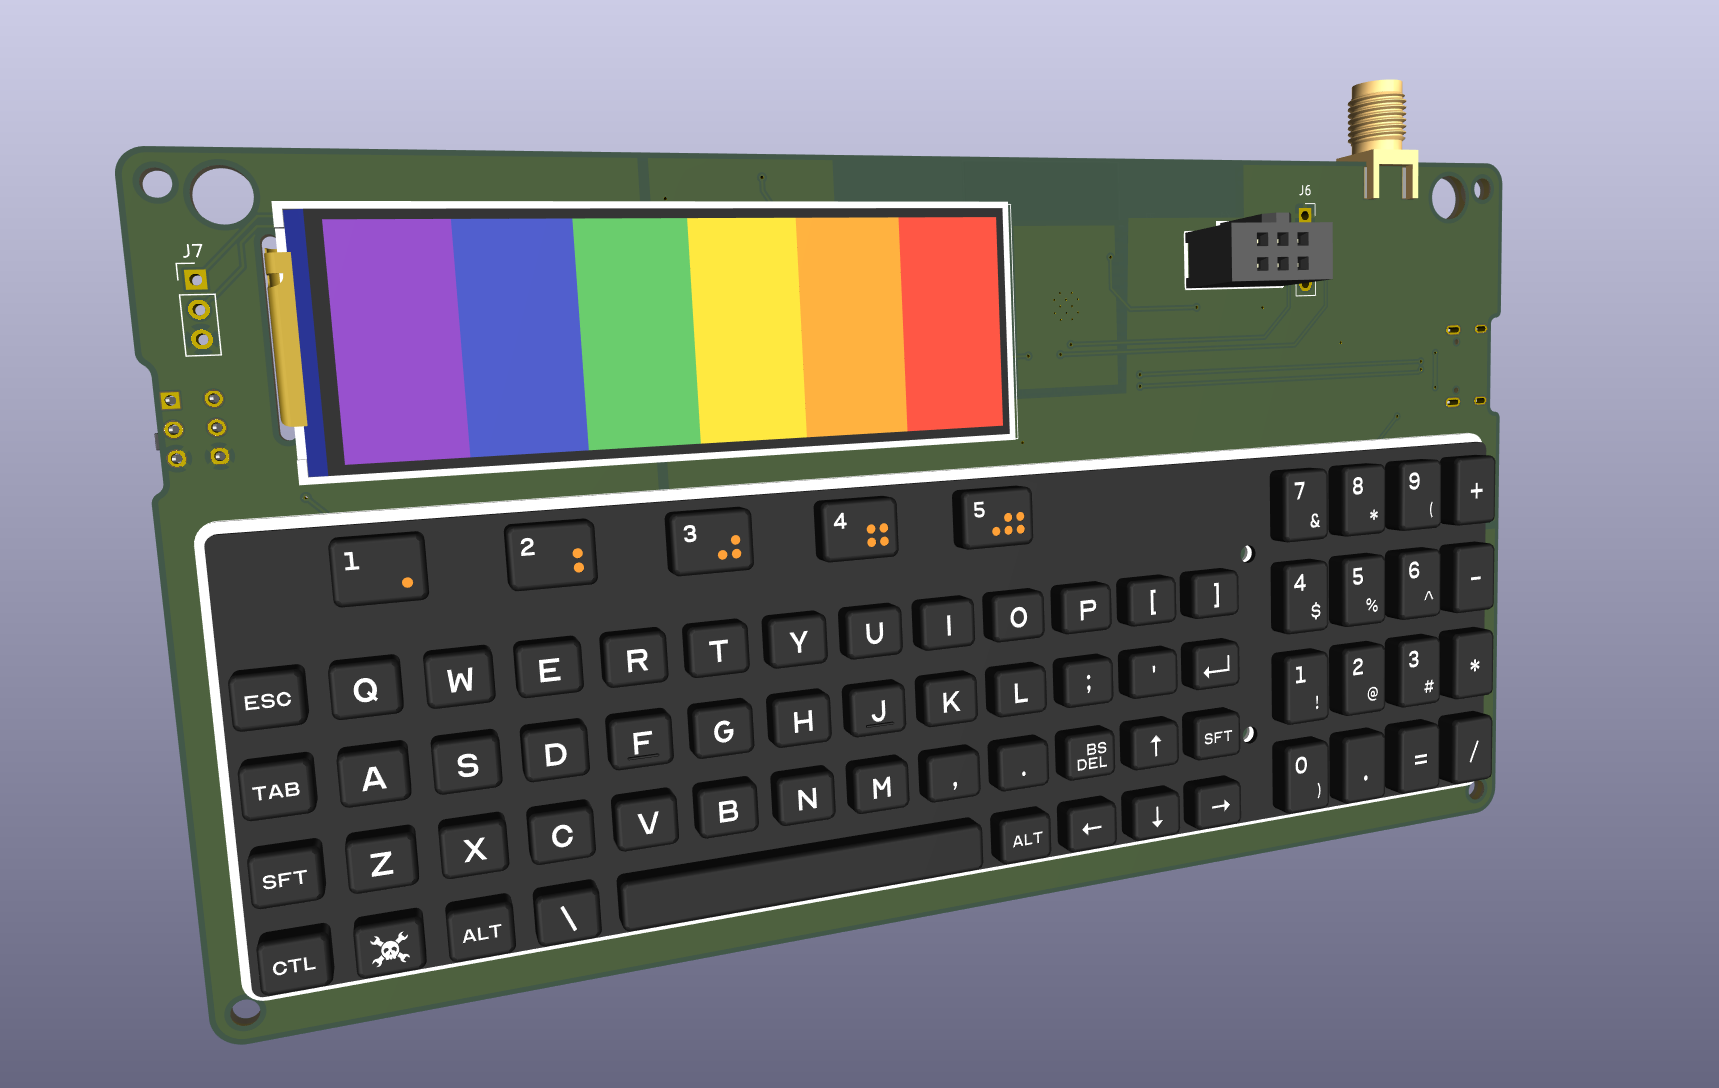 J6
J7
1 2 3 4 5
7 & 8 * 9 ( +
ESC Q W E R T Y U I O P [ ]
4 $ 5 % 6 ^ -
TAB A S D F G H J K L ; ' ↵
1 ! 2 @ 3 # *
SFT Z X C V B N M , . BS DEL ↑ SFT
0 ) . = /
CTL ALT \ ALT ← ↓ →